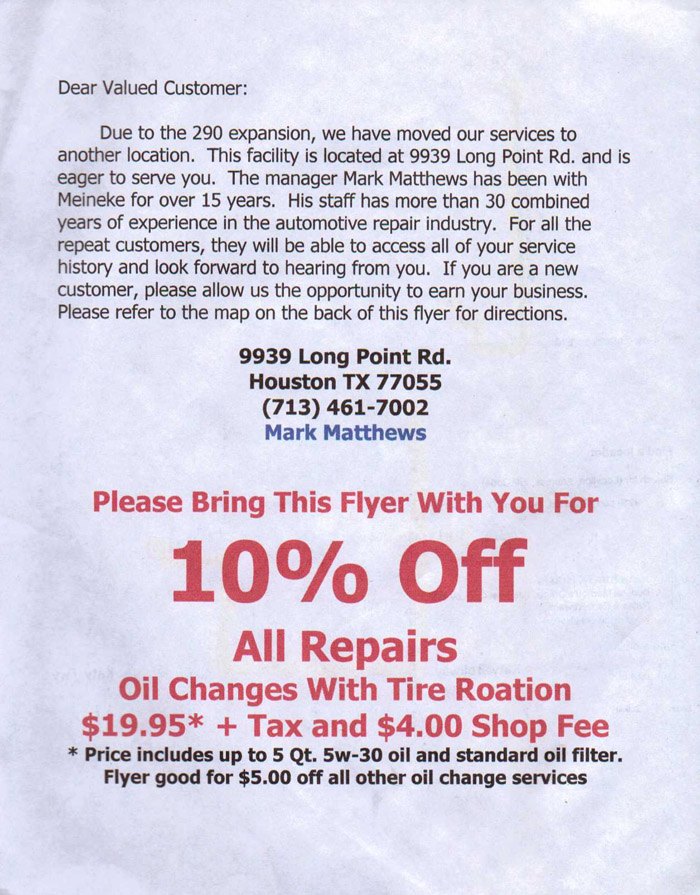 Dear Valued Customer:
Due to the 290 expansion, we have moved our services to
another location. This facility is located at 9939 Long Point Rd. and is
eager to serve you. The manager Mark Matthews has been with
Meineke for over 15 years. His staff has more than 30 combined
years of experience in the automotive repair industry. For all the
repeat customers, they will be able to access all of your service
history and look forward to hearing from you. If you are a new
customer, please allow us the opportunity to earn your business.
Please refer to the map on the back of this flyer for directions.
9939 Long Point Rd.
Houston TX 77055
(713) 461-7002
Mark Matthews
Please Bring This Flyer With You For
10% Off
All Repairs
Oil Changes With Tire Roation
$19.95* + Tax and $4.00 Shop Fee
* Price includes up to 5 Qt. 5w-30 oil and standard oil filter.
Flyer good for $5.00 off all other oil change services